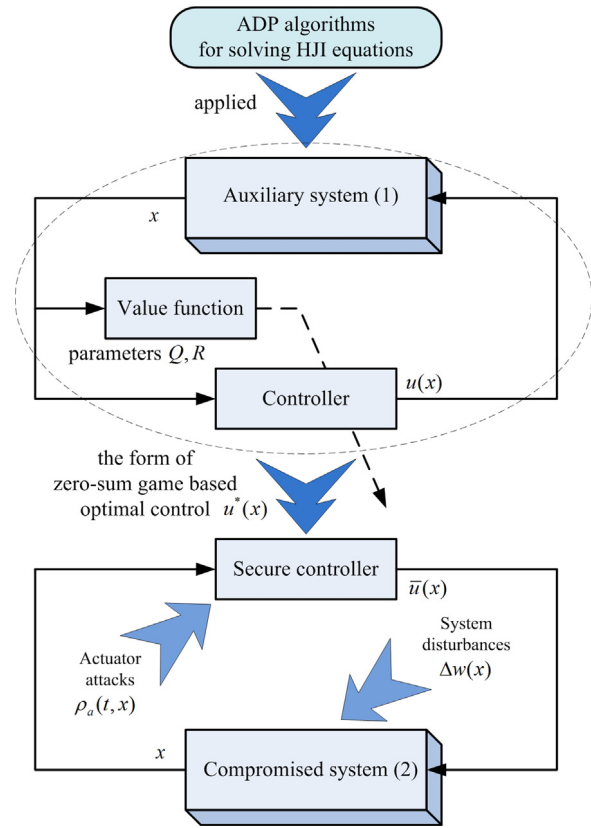 ADP algorithms
for solving HJI equations
applied
Auxiliary system (1)
x
Value function
parameters Q, R
Controller
u(x)
the form of
zero-sum game based
optimal control u*(x)
Secure controller
ū(x)
Actuator
attacks
ρₐ(t, x)
System
disturbances
Δw(x)
x
Compromised system (2)